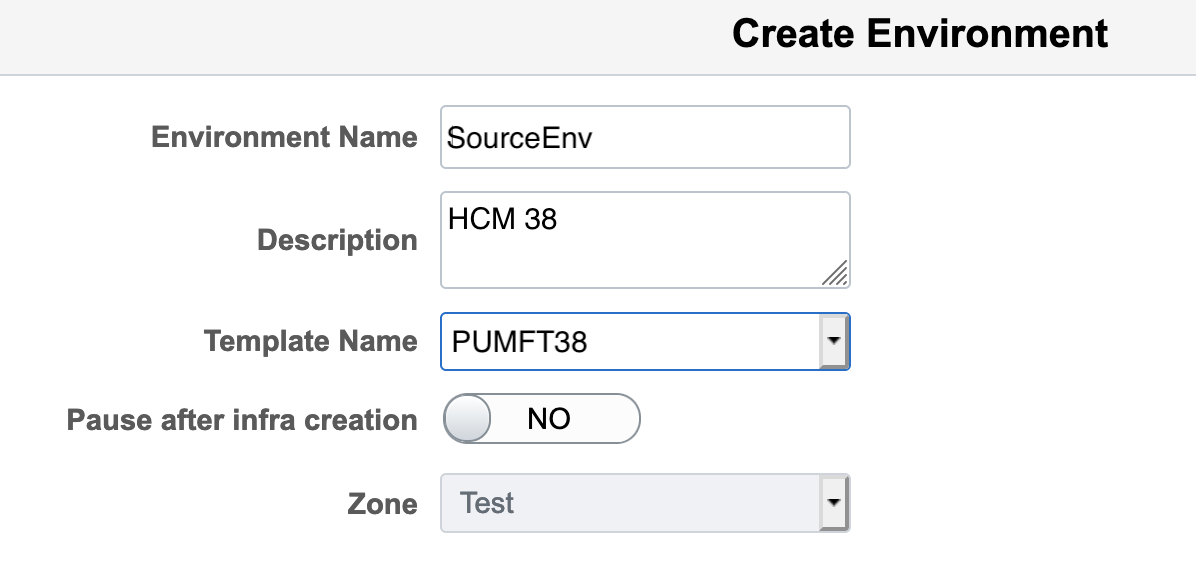 Create Environment
Environment Name SourceEnv
Description HCM 38
Template Name PUMFT38
Pause after infra creation NO
Zone Test